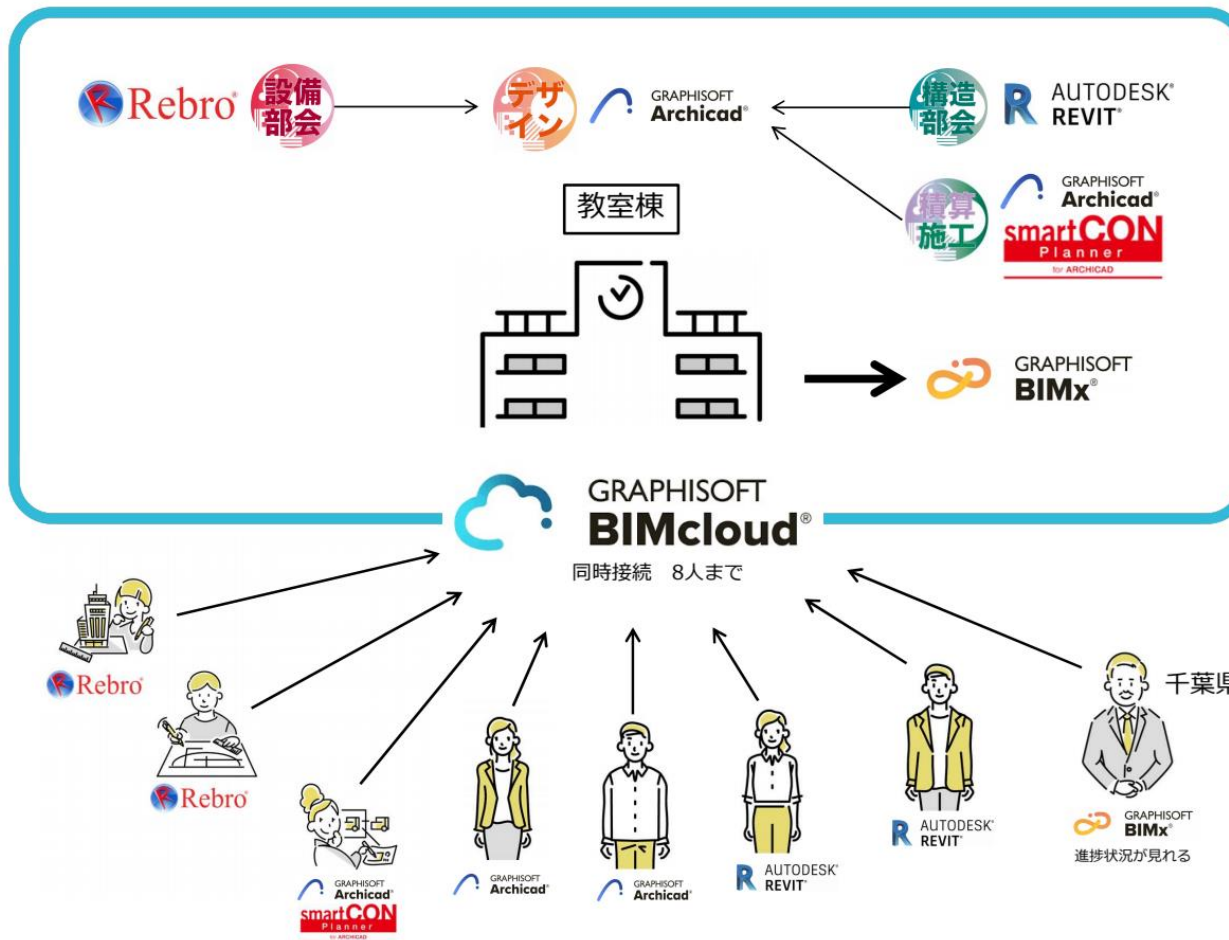 Rebro®
設備
部会
デザ
イン
GRAPHISOFT
Archicad®
構造
部会
AUTODESK®
REVIT®
積算
施工
GRAPHISOFT
Archicad®
smartCON
Planner
for ARCHICAD
教室棟
GRAPHISOFT
BIMx®
GRAPHISOFT
BIMcloud®
同時接続 8人まで
Rebro®
Rebro®
GRAPHISOFT
Archicad®
smartCON
Planner
for ARCHICAD
GRAPHISOFT
Archicad®
GRAPHISOFT
Archicad®
AUTODESK®
REVIT®
AUTODESK®
REVIT®
千葉県
GRAPHISOFT
BIMx®
進捗状況が見れる